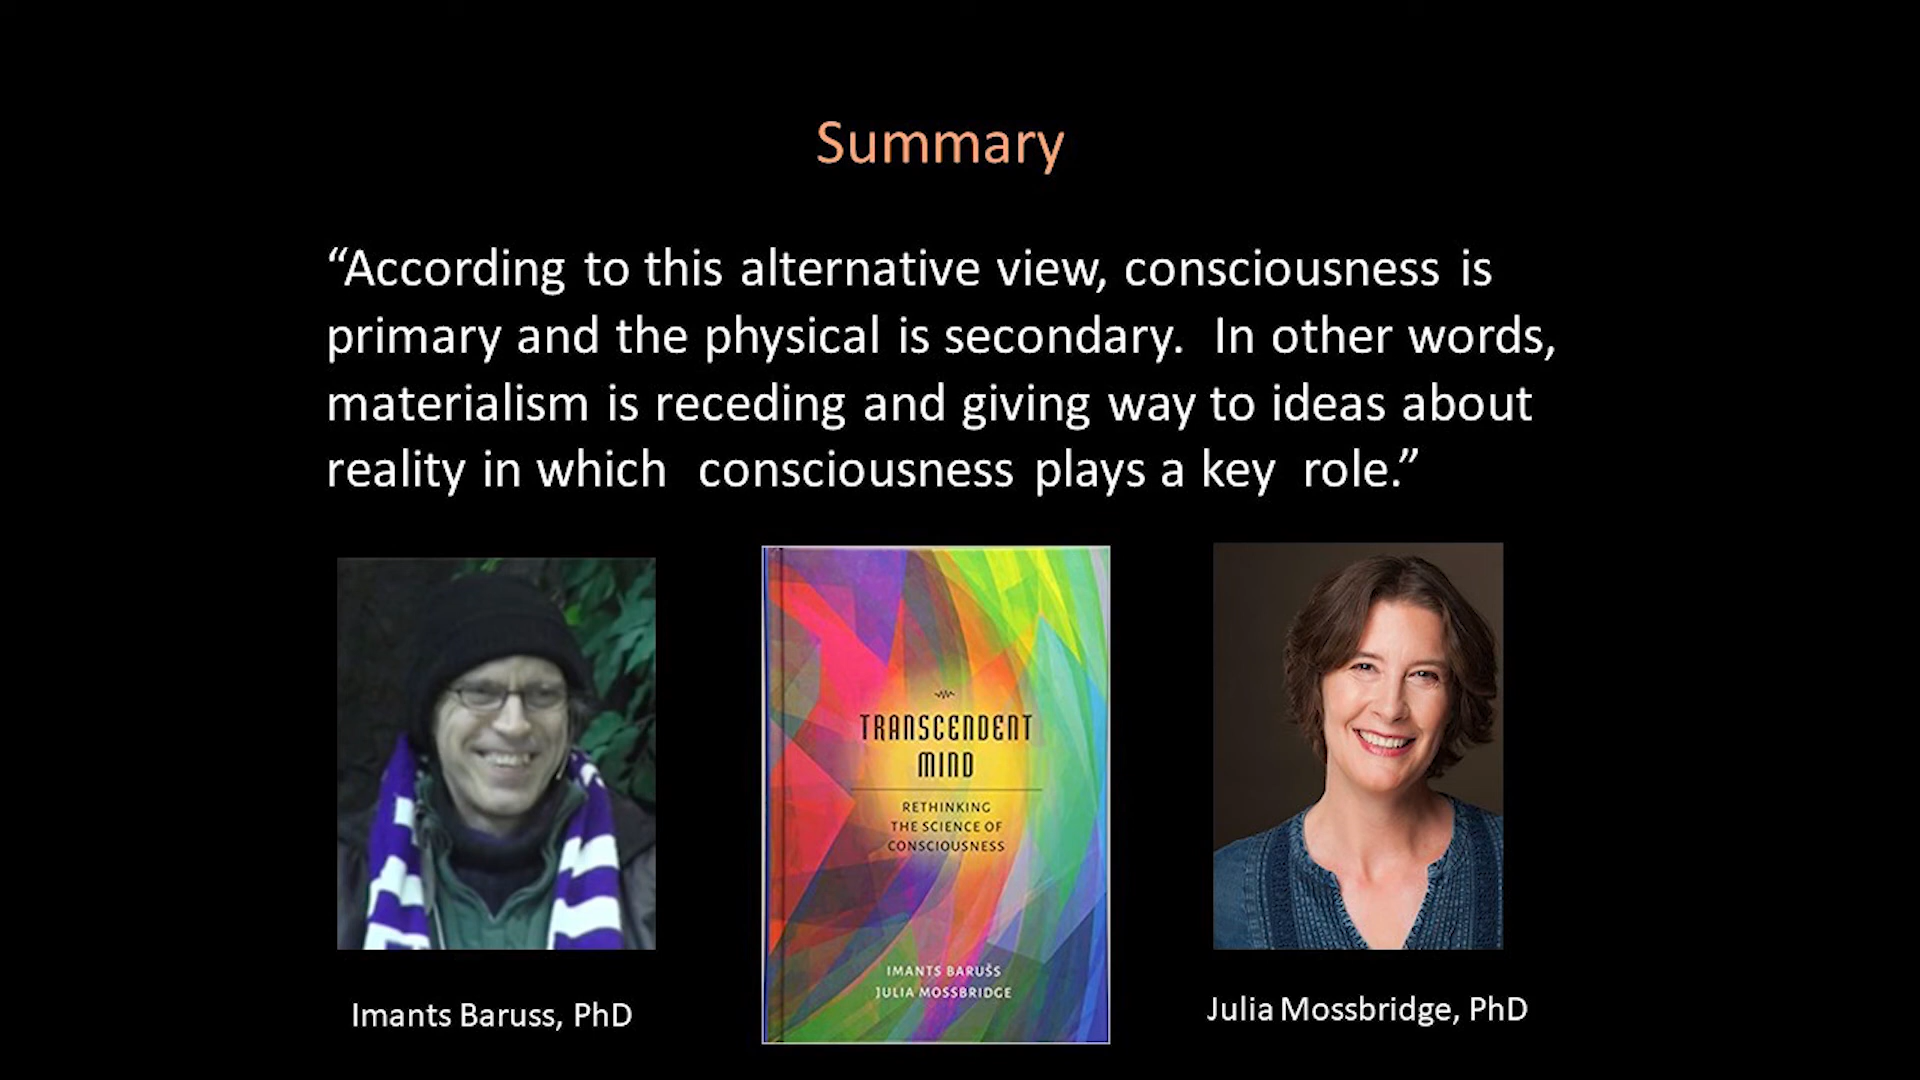 Summary
“According to this alternative view, consciousness is
primary and the physical is secondary. In other words,
materialism is receding and giving way to ideas about
reality in which consciousness plays a key role.”
TRANSCENDENT
MIND
RETHINKING
THE SCIENCE OF
CONSCIOUSNESS
IMANTS BARUŠS
JULIA MOSSBRIDGE
Imants Baruss, PhD
Julia Mossbridge, PhD